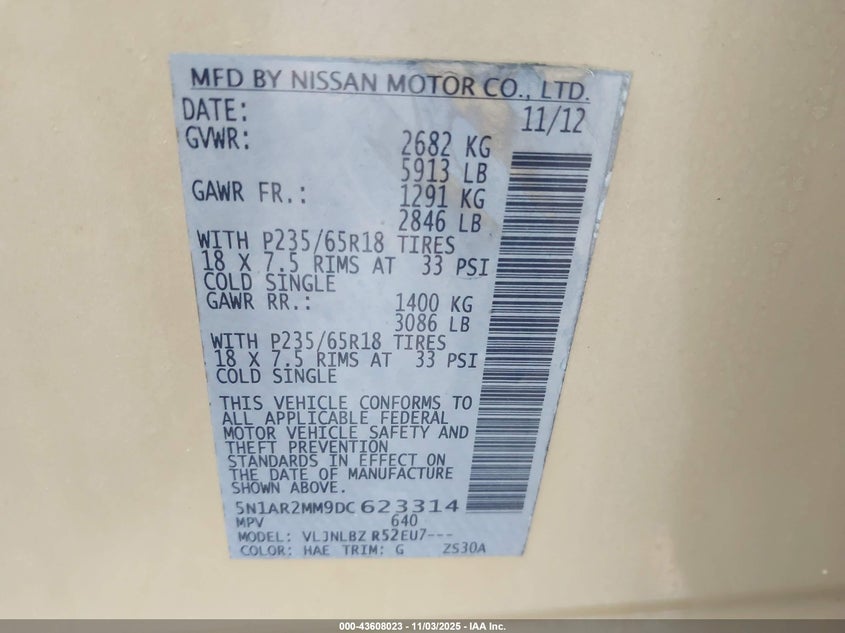 MFD BY NISSAN MOTOR CO., LTD.
DATE: 11/12
GVWR: 2682 KG
5913 LB
GAWR FR.: 1291 KG
2846 LB
WITH P235/65R18 TIRES
18 X 7.5 RIMS AT 33 PSI
COLD SINGLE
GAWR RR.: 1400 KG
3086 LB
WITH P235/65R18 TIRES
18 X 7.5 RIMS AT 33 PSI
COLD SINGLE
THIS VEHICLE CONFORMS TO
ALL APPLICABLE FEDERAL
MOTOR VEHICLE SAFETY AND
THEFT PREVENTION
STANDARDS IN EFFECT ON
THE DATE OF MANUFACTURE
SHOWN ABOVE.
5N1AR2MM9DC623314
MPV 640
MODEL: VLJNLBZ R52EU7---
COLOR: HAE TRIM: G ZS30A
000-43608023 - 11/03/2025 - IAA Inc.